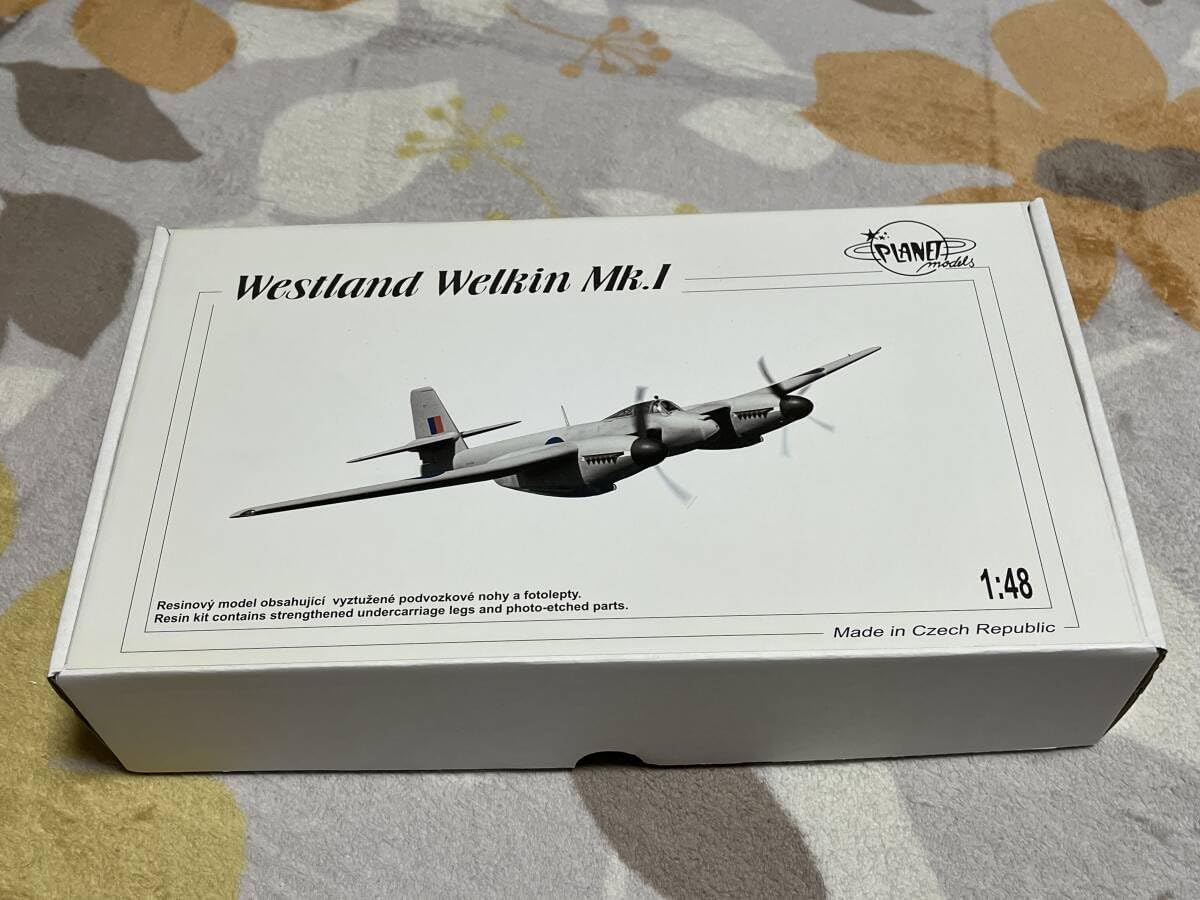 PLANET
models
Westland Welkin Mk.I
1:48
Resinový model obsahující vyztužené podvozkové nohy a fotolepty.
Resin kit contains strengthened undercarriage legs and photo-etched parts.
Made in Czech Republic